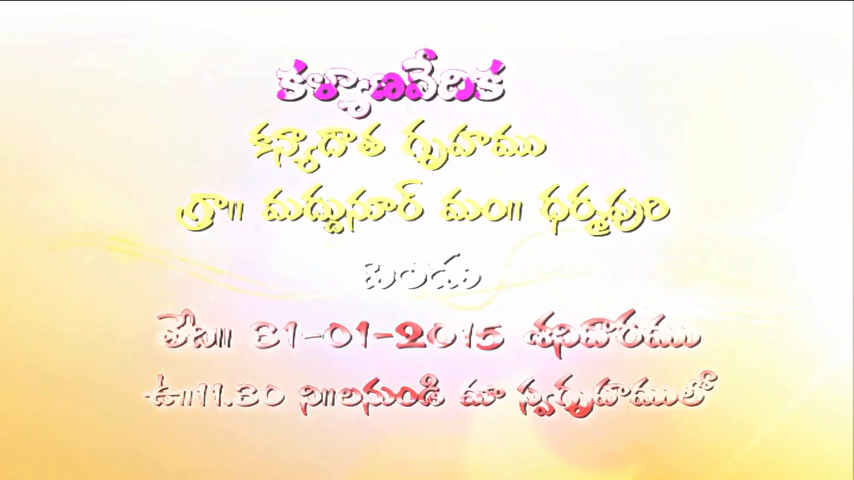 కళ్యాణవేదిక
కన్యాదాత గృహము
గ్రా॥ మద్దునూర్ మం॥ ధర్మపురి
విందు
తేది॥ 31-01-2015 శనివారము
ఉ॥11.30 ని॥లనుండి మా స్వగృహములో